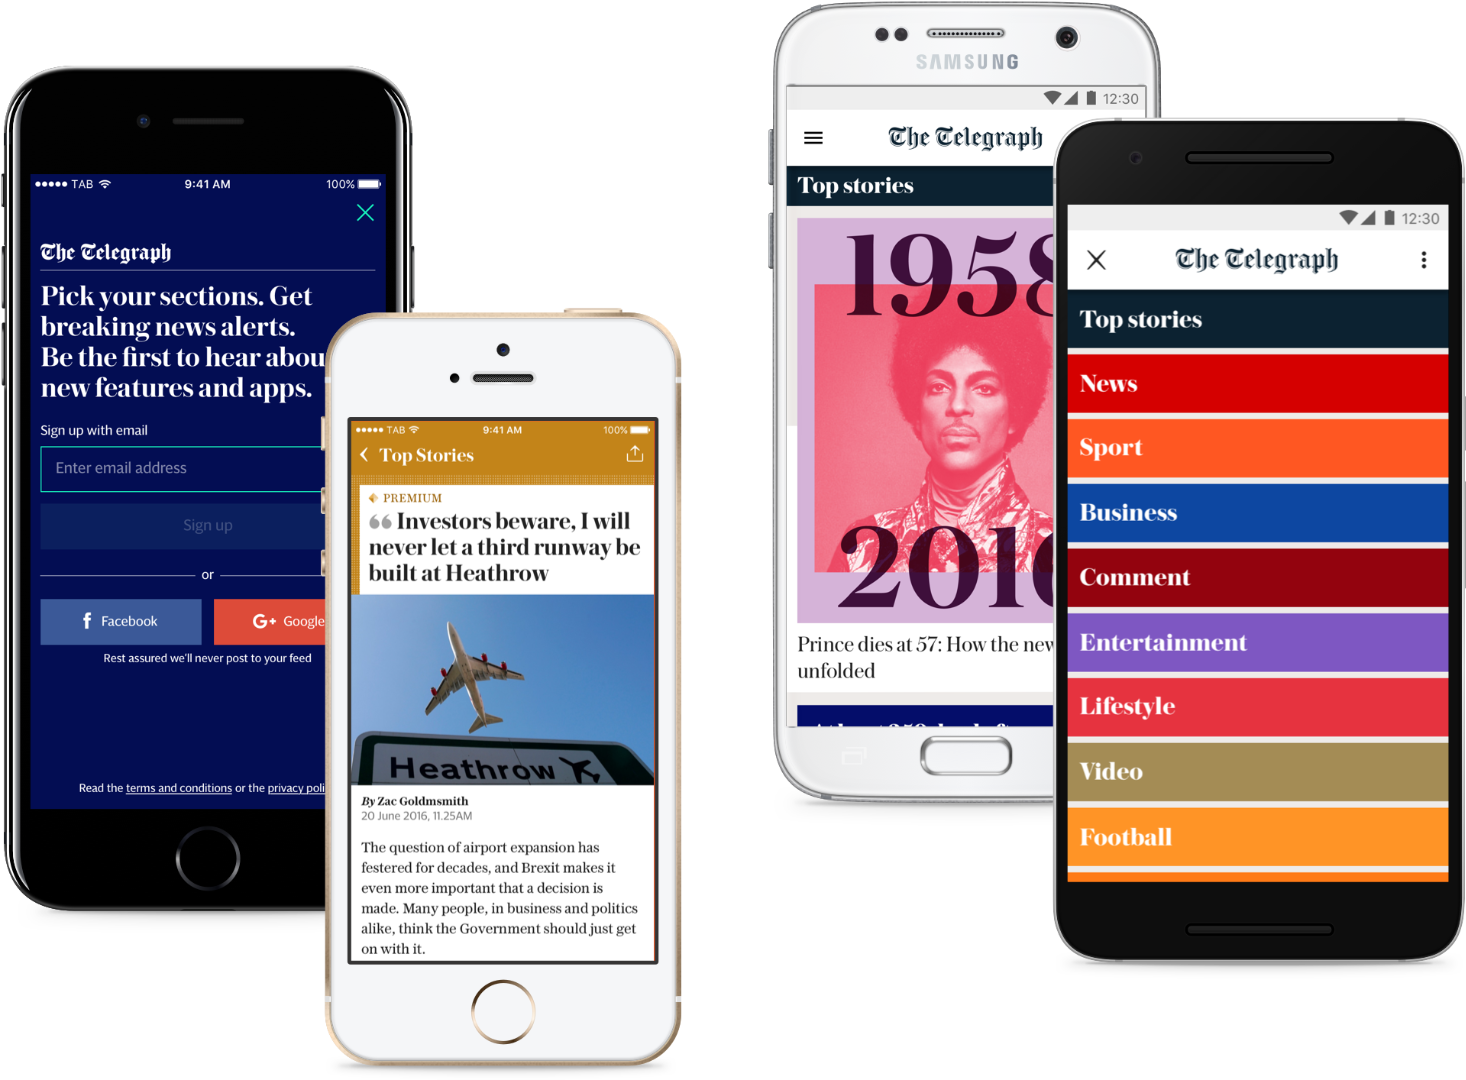 TAB 9:41 AM 100%
The Telegraph
Pick your sections. Get
breaking news alerts.
Be the first to hear
new features and apps.
Sign up with email
Enter email address
Sign up
or
f Facebook
G+ Google
Rest assured we'll never post to your feed
Read the terms and conditions or the privacy
TAB 9:41 AM 100%
Top Stories
PREMIUM
“ Investors beware, I will
never let a third runway be
built at Heathrow
Heathrow
By Zac Goldmsmith
20 June 2016, 11.25AM
The question of airport expansion has
festered for decades, and Brexit makes it
even more important that a decision is
made. Many people, in business and politics
alike, think the Government should just get
on with it.
SAMSUNG
12:30
The Telegraph
Top stories
1958
2016
Prince dies at 57: How the
unfolded
12:30
The Telegraph
Top stories
News
Sport
Business
Comment
Entertainment
Lifestyle
Video
Football